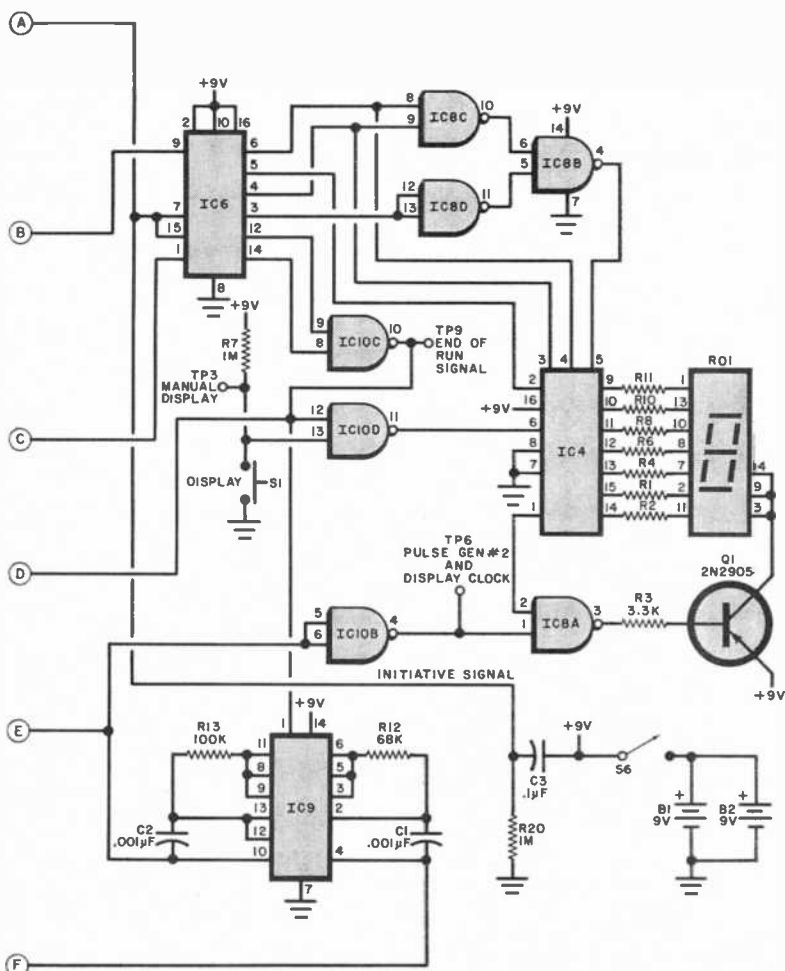 A
+9V
2 10 16
9 6
5
4
7 3
15 12
1 14
IC6
8
8
9
IC8C
10
+9V
14
6
5
IC8B
4
7
12
13
IC8D
11
B
+9V
R7
1M
TP3
MANUAL
DISPLAY
9
8
IC10C
10
TP9
END OF
RUN
SIGNAL
C
12
13
IC10D
11
DISPLAY
S1
3 4 5
2
16
+9V
6
8
7
1
IC4
9 R11 1
10 R10 13
11 R8 10
12 R6 8
13 R4 7
15 R1 2
14 R2 11
RO1
14
9
3
D
TP6
PULSE GEN #2
AND
DISPLAY CLOCK
5
6
IC10B
4
2
1
IC8A
3
R3
3.3K
Q1
2N2905
+9V
INITIATIVE SIGNAL
E
+9V
1 14
R13
100K
11
8
9
13
12
10
IC9
6
5
3
2
4
7
R12
68K
C2
.001µF
C1
.001µF
C3
.1µF
+9V
S6
R20
1M
+
B1
9V
+
B2
9V
F